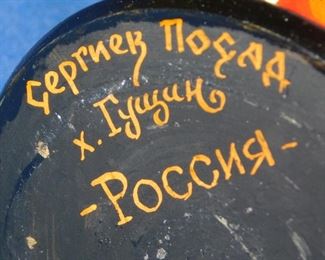 Сергиев Посад
х. Гущин
-Россия-